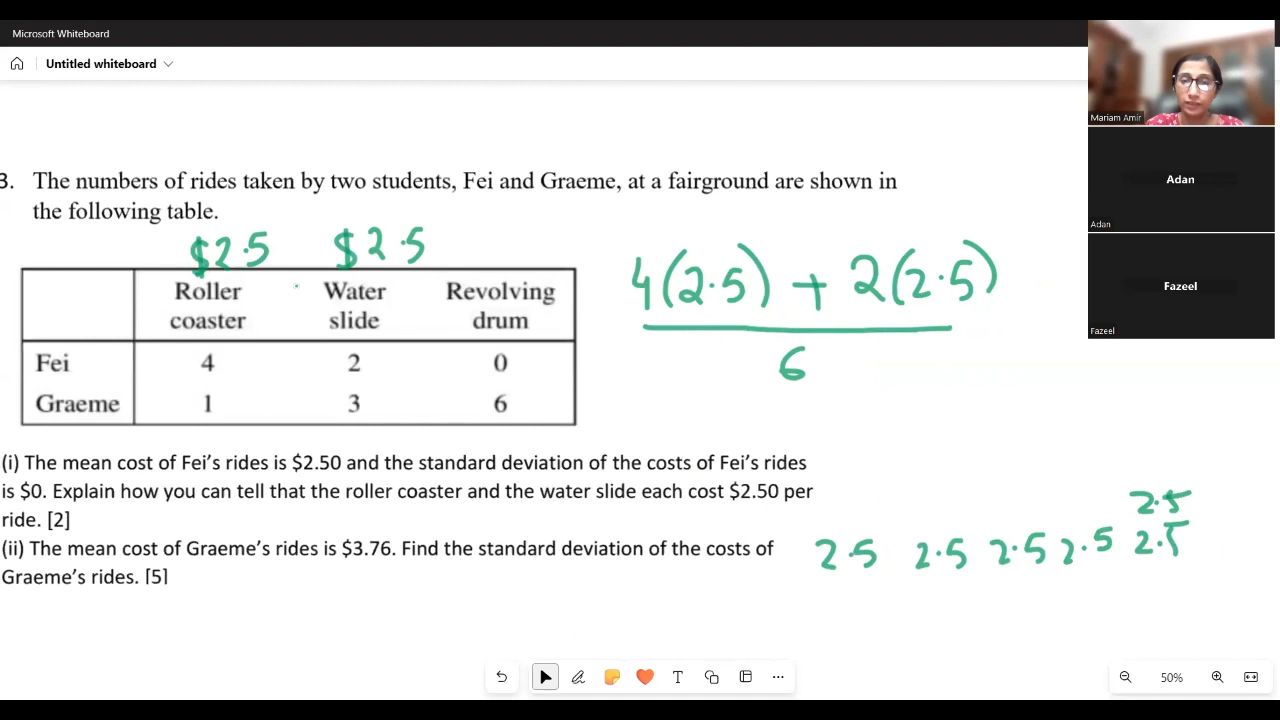 Microsoft Whiteboard
Untitled whiteboard
Mariam Amir
Adan
Adan
Fazeel
Fazeel
3. The numbers of rides taken by two students, Fei and Graeme, at a fairground are shown in
the following table.
$2.5 $2.5
Roller coaster Water slide Revolving drum
Fei 4 2 0
Graeme 1 3 6
4(2.5) + 2(2.5)
6
(i) The mean cost of Fei's rides is $2.50 and the standard deviation of the costs of Fei's rides
is $0. Explain how you can tell that the roller coaster and the water slide each cost $2.50 per
ride. [2]
(ii) The mean cost of Graeme's rides is $3.76. Find the standard deviation of the costs of
Graeme's rides. [5]
2.5
2.5 2.5 2.5 2.5 2.5
50%